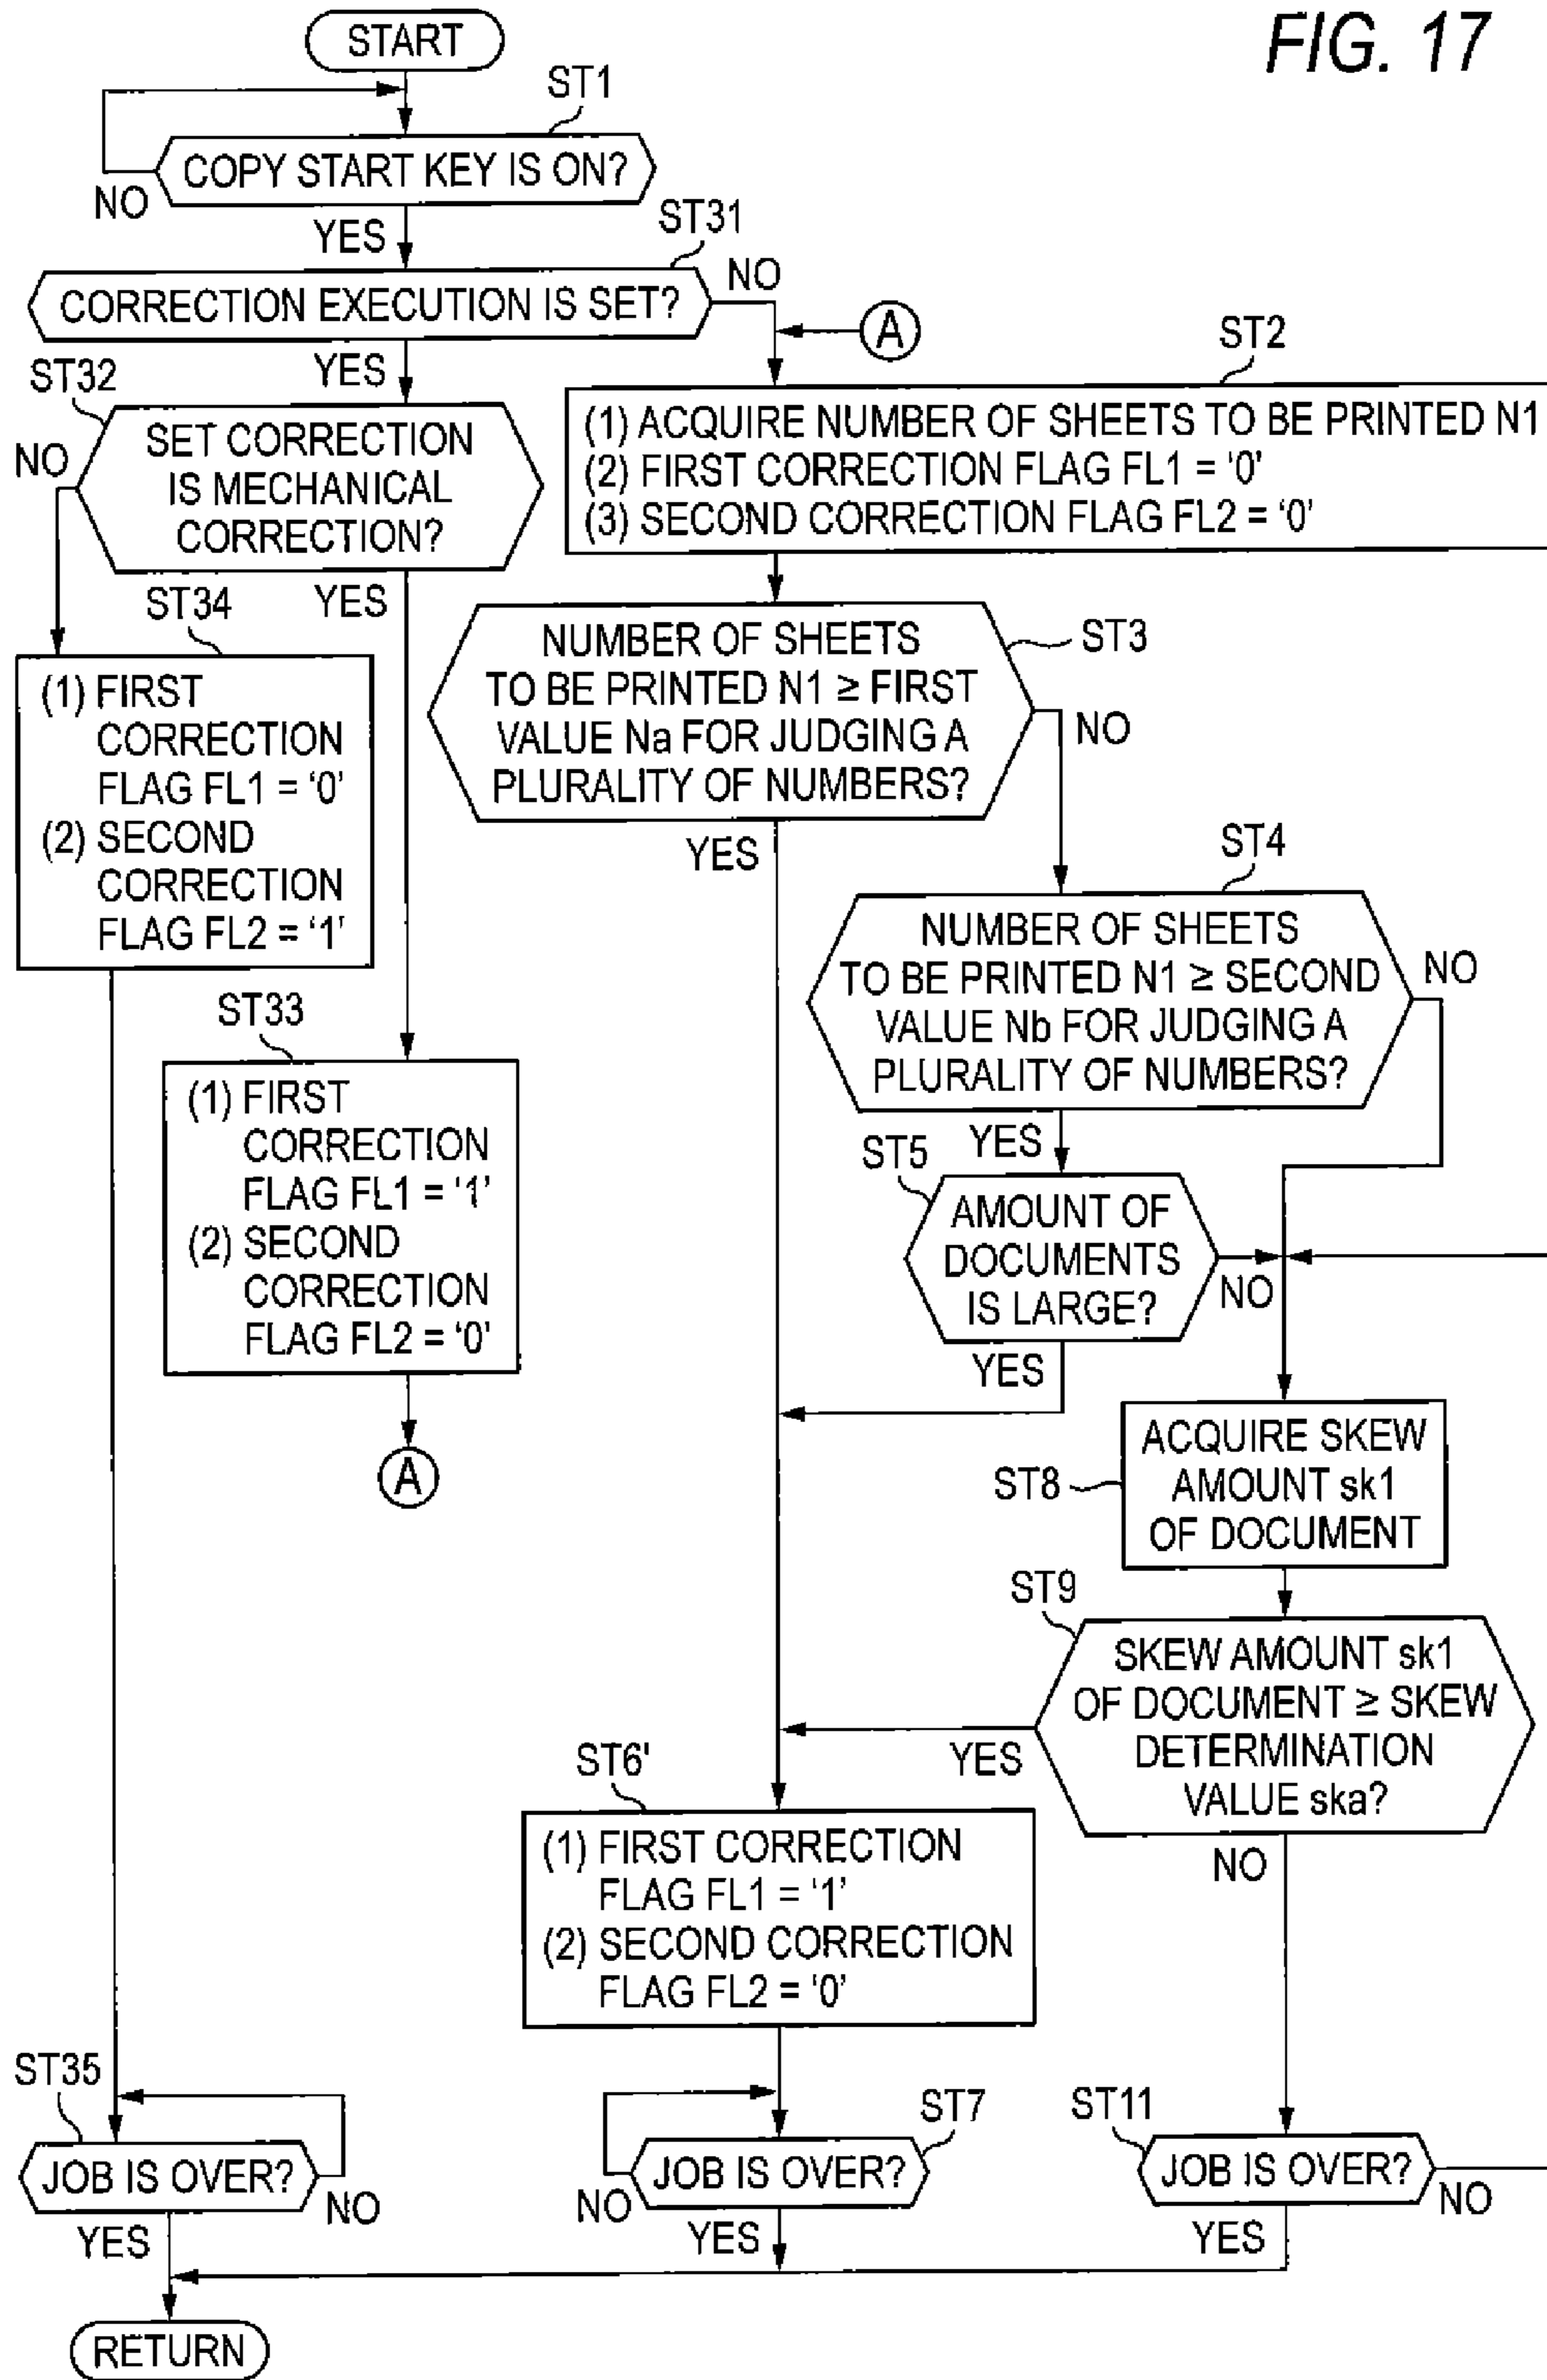 FIG. 17
START
ST1
COPY START KEY IS ON?
NO
YES
ST31
CORRECTION EXECUTION IS SET?
NO
A
YES
ST32
SET CORRECTION
IS MECHANICAL
CORRECTION?
NO
YES
ST2
(1) ACQUIRE NUMBER OF SHEETS TO BE PRINTED N1
(2) FIRST CORRECTION FLAG FL1 = ‘0’
(3) SECOND CORRECTION FLAG FL2 = ‘0’
ST34
(1) FIRST
CORRECTION
FLAG FL1 = ‘0’
(2) SECOND
CORRECTION
FLAG FL2 = ‘1’
ST3
NUMBER OF SHEETS
TO BE PRINTED N1 ≥ FIRST
VALUE Na FOR JUDGING A
PLURALITY OF NUMBERS?
NO
YES
ST4
NUMBER OF SHEETS
TO BE PRINTED N1 ≥ SECOND
VALUE Nb FOR JUDGING A
PLURALITY OF NUMBERS?
NO
YES
ST33
(1) FIRST
CORRECTION
FLAG FL1 = ‘1’
(2) SECOND
CORRECTION
FLAG FL2 = ‘0’
A
ST5
AMOUNT OF
DOCUMENTS
IS LARGE?
NO
YES
ST8
ACQUIRE SKEW
AMOUNT sk1
OF DOCUMENT
ST9
SKEW AMOUNT sk1
OF DOCUMENT ≥ SKEW
DETERMINATION
VALUE ska?
YES
NO
ST6'
(1) FIRST CORRECTION
FLAG FL1 = ‘1’
(2) SECOND CORRECTION
FLAG FL2 = ‘0’
ST35
JOB IS OVER?
NO
YES
ST7
JOB IS OVER?
NO
YES
ST11
JOB IS OVER?
NO
YES
RETURN